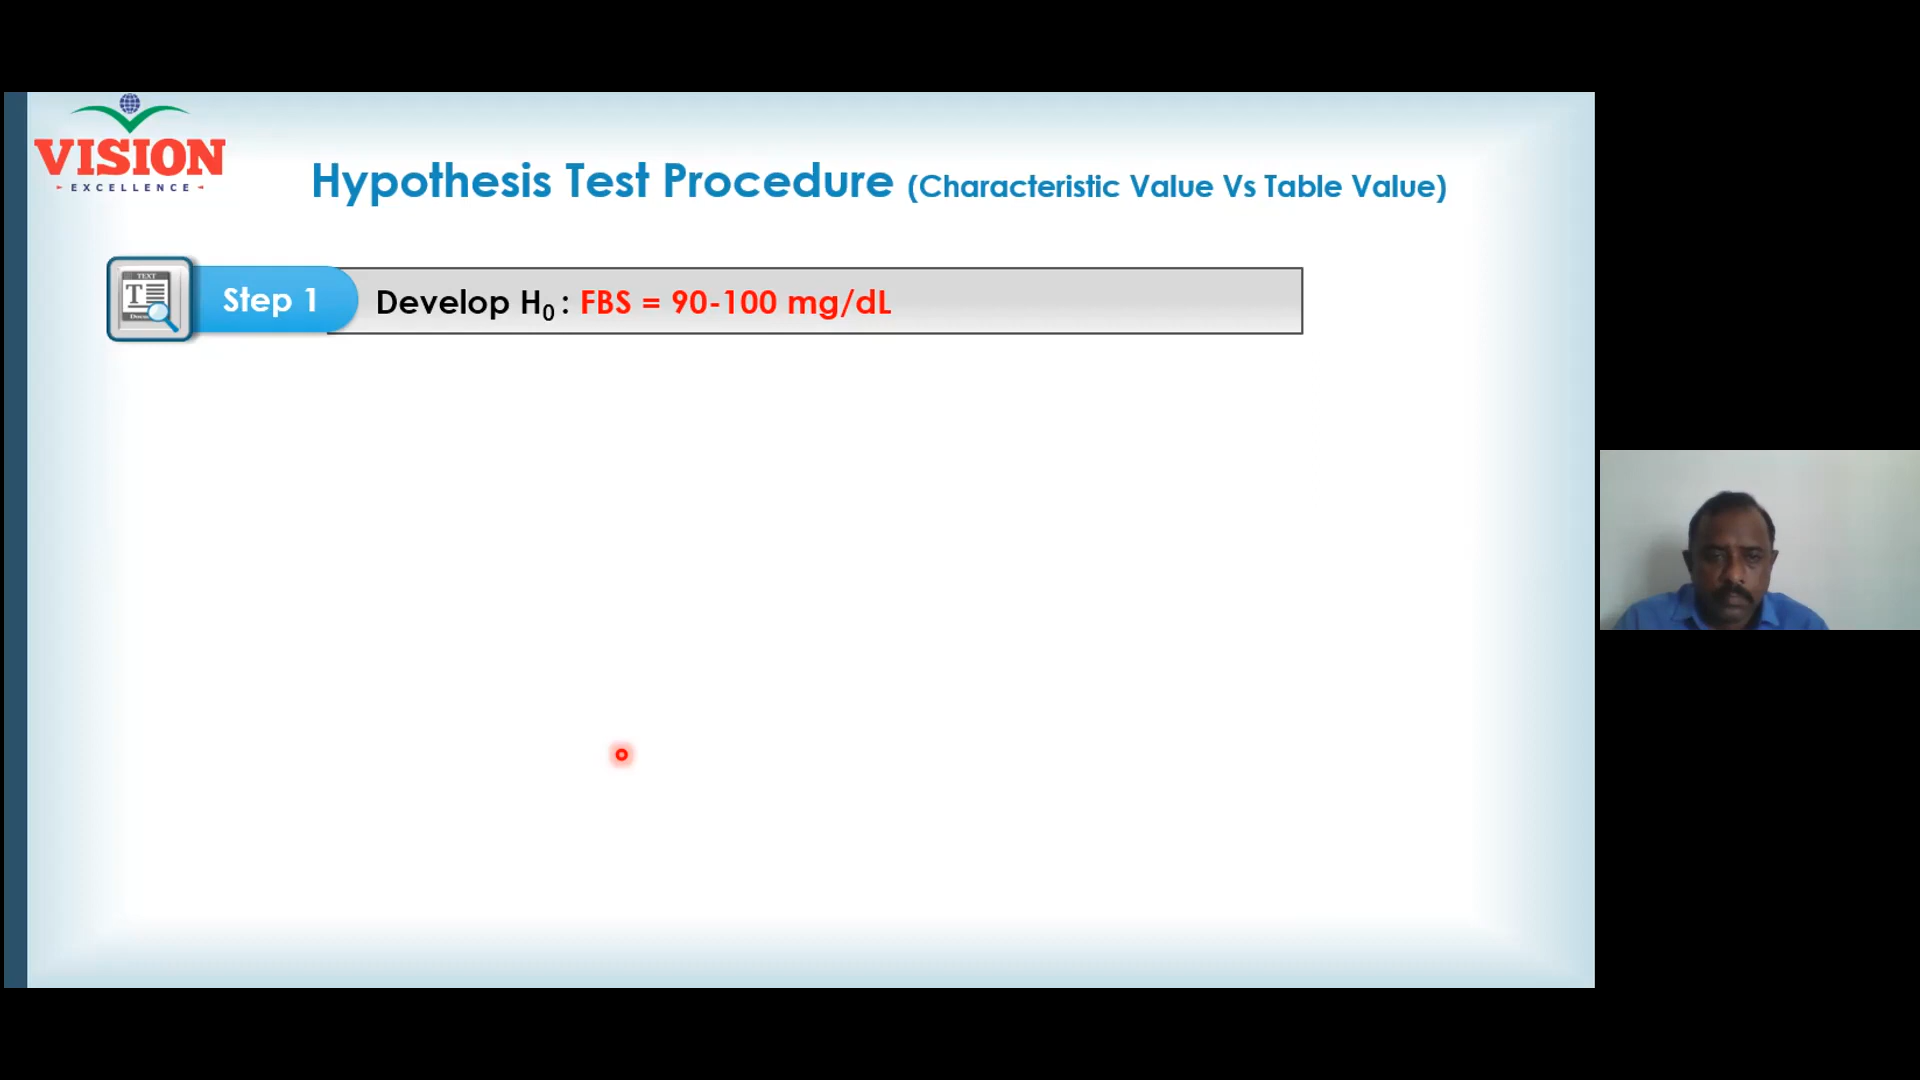 VISION
EXCELLENCE
Hypothesis Test Procedure (Characteristic Value Vs Table Value)
TEXT
T
Step 1
Develop H₀ : FBS = 90-100 mg/dL